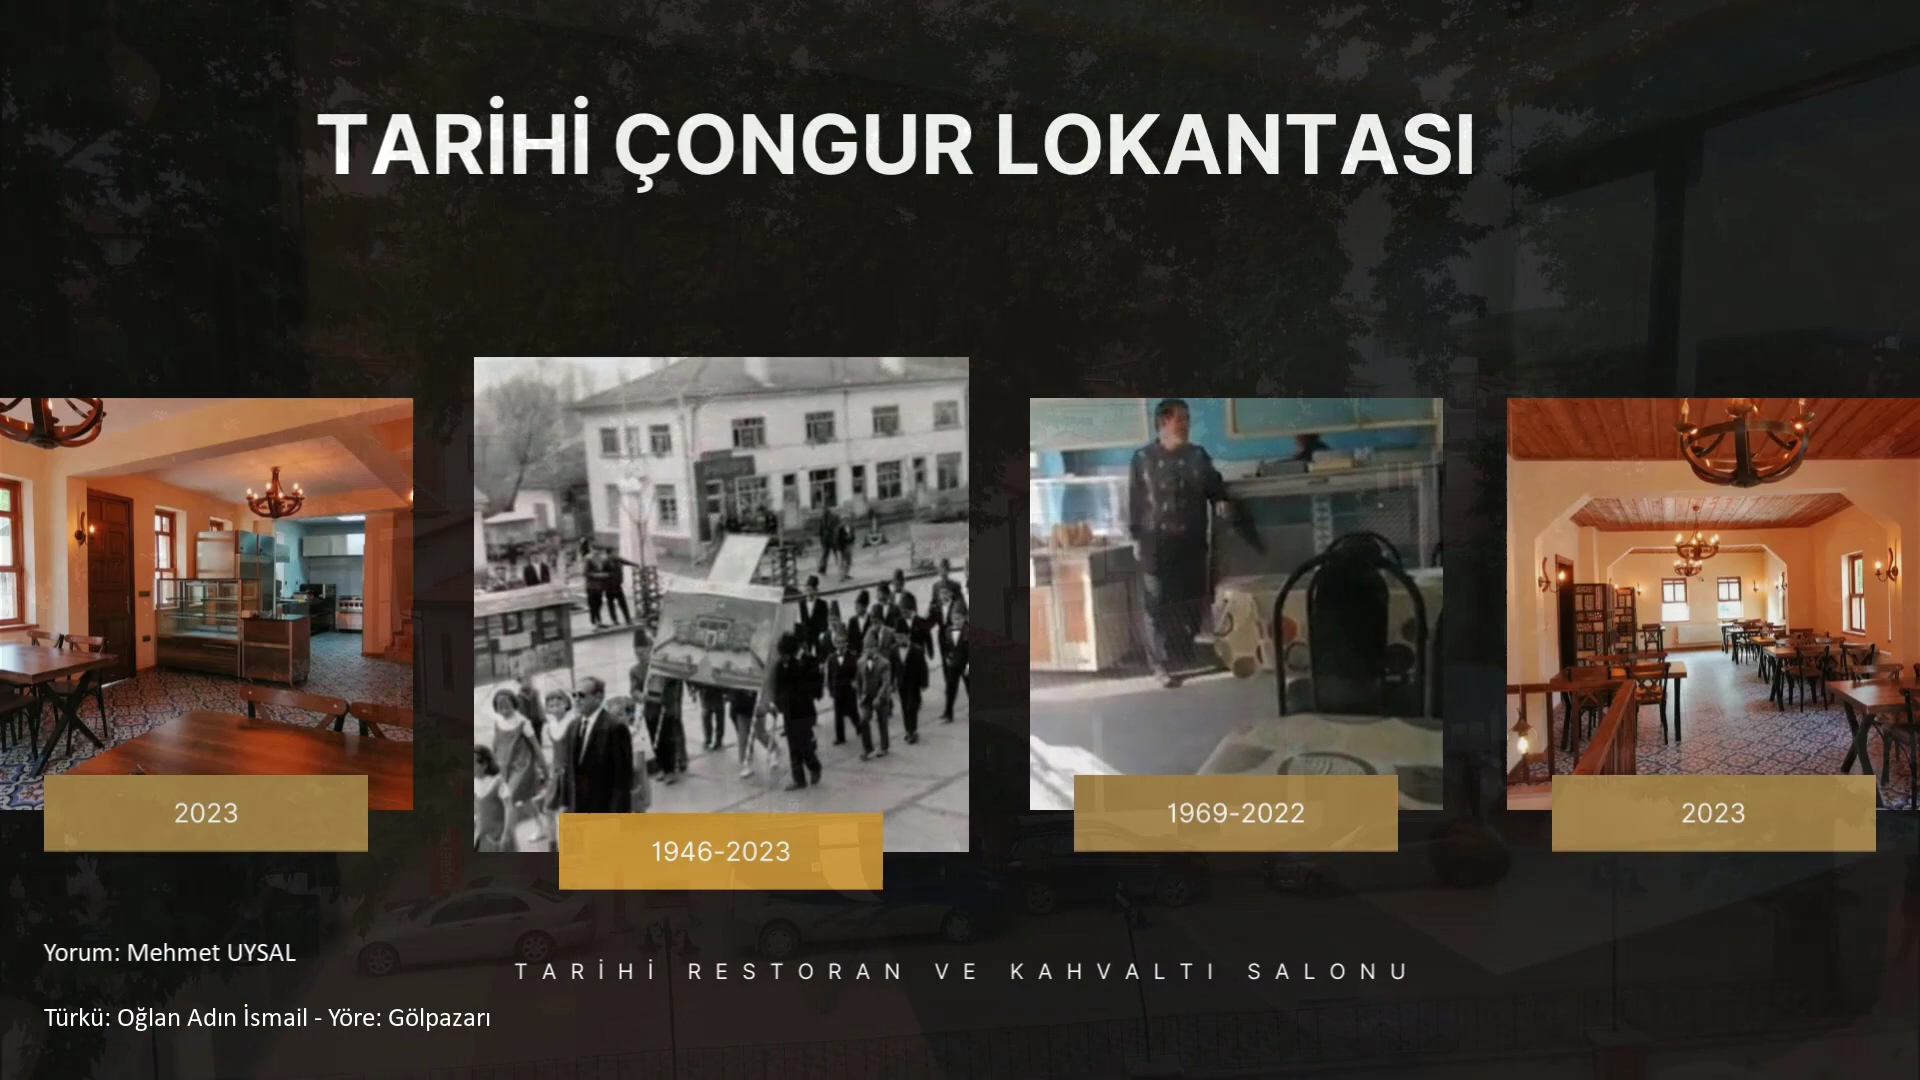 TARİHİ ÇONGUR LOKANTASI
2023
1946-2023
1969-2022
2023
Yorum: Mehmet UYSAL
TARİHİ RESTORAN VE KAHVALTI SALONU
Türkü: Oğlan Adın İsmail - Yöre: Gölpazarı